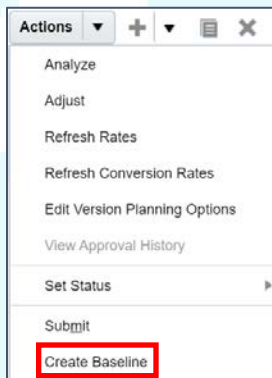 Actions
Analyze
Adjust
Refresh Rates
Refresh Conversion Rates
Edit Version Planning Options
View Approval History
Set Status
Submit
Create Baseline